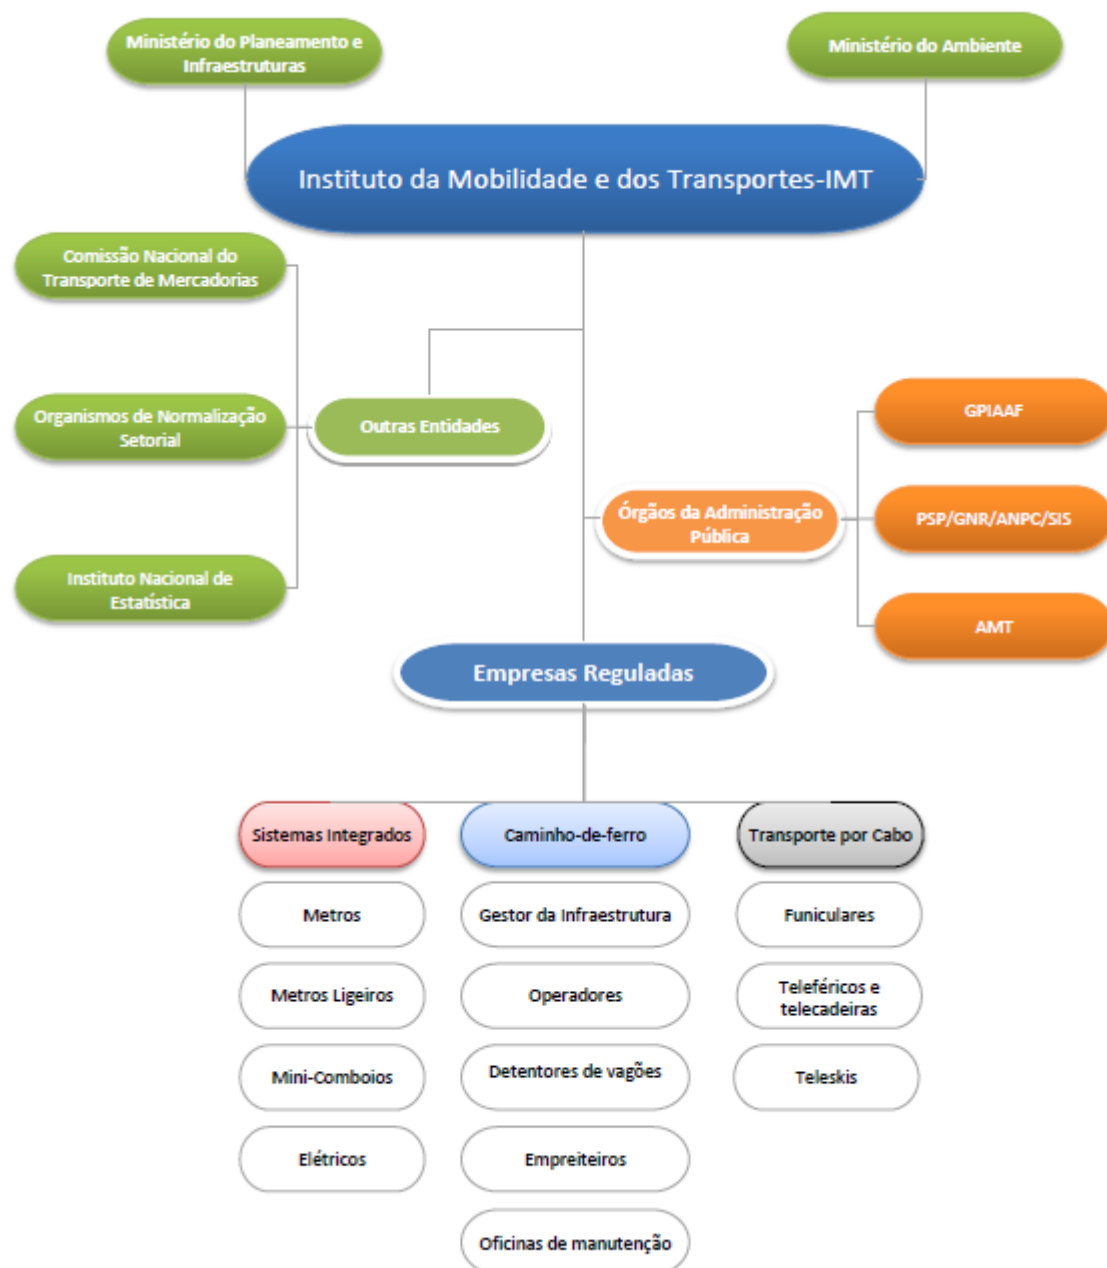 Ministério do Planeamento e
Infraestruturas
Ministério do Ambiente
Instituto da Mobilidade e dos Transportes-IMT
Comissão Nacional do
Transporte de Mercadorias
Organismos de Normalização
Setorial
Instituto Nacional de
Estatística
Outras Entidades
Órgãos da Administração
Pública
GPIAAF
PSP/GNR/ANPC/SIS
AMT
Empresas Reguladas
Sistemas Integrados
Metros
Metros Ligeiros
Mini-Comboios
Elétricos
Caminho-de-ferro
Gestor da Infraestrutura
Operadores
Detentores de vagões
Empreiteiros
Oficinas de manutenção
Transporte por Cabo
Funiculares
Teleféricos e
telecadeiras
Teleskis